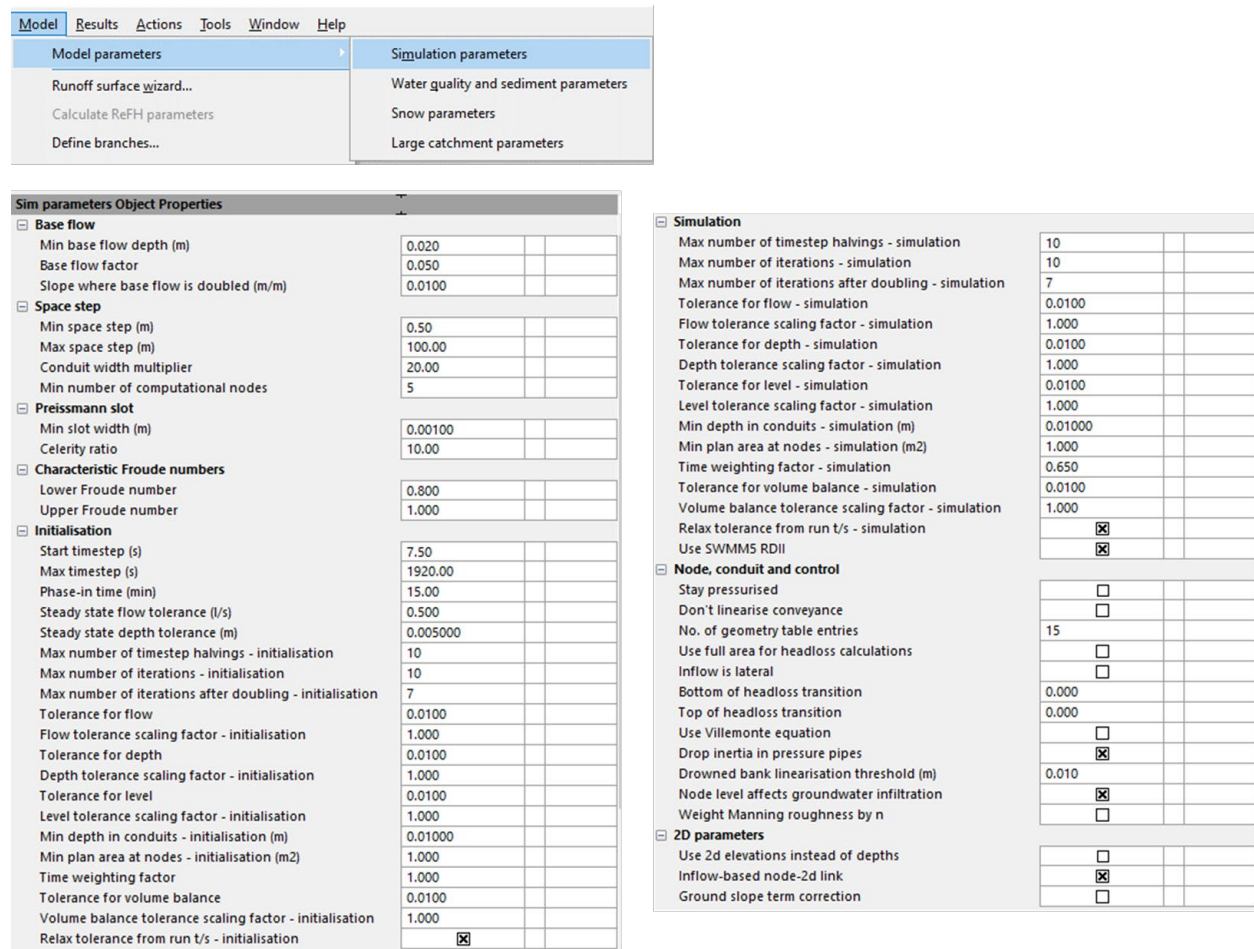 Model Results Actions Tools Window Help
Model parameters
Runoff surface wizard...
Calculate ReFH parameters
Define branches...
Simulation parameters
Water quality and sediment parameters
Snow parameters
Large catchment parameters
Sim parameters Object Properties
Base flow
Min base flow depth (m) 0.020
Base flow factor 0.050
Slope where base flow is doubled (m/m) 0.0100
Space step
Min space step (m) 0.50
Max space step (m) 100.00
Conduit width multiplier 20.00
Min number of computational nodes 5
Preissmann slot
Min slot width (m) 0.00100
Celerity ratio 10.00
Characteristic Froude numbers
Lower Froude number 0.800
Upper Froude number 1.000
Initialisation
Start timestep (s) 7.50
Max timestep (s) 1920.00
Phase-in time (min) 15.00
Steady state flow tolerance (l/s) 0.500
Steady state depth tolerance (m) 0.005000
Max number of timestep halvings - initialisation 10
Max number of iterations - initialisation 10
Max number of iterations after doubling - initialisation 7
Tolerance for flow 0.0100
Flow tolerance scaling factor - initialisation 1.000
Tolerance for depth 0.0100
Depth tolerance scaling factor - initialisation 1.000
Tolerance for level 0.0100
Level tolerance scaling factor - initialisation 1.000
Min depth in conduits - initialisation (m) 0.01000
Min plan area at nodes - initialisation (m2) 1.000
Time weighting factor 1.000
Tolerance for volume balance 0.0100
Volume balance tolerance scaling factor - initialisation 1.000
Relax tolerance from run t/s - initialisation
Simulation
Max number of timestep halvings - simulation 10
Max number of iterations - simulation 10
Max number of iterations after doubling - simulation 7
Tolerance for flow - simulation 0.0100
Flow tolerance scaling factor - simulation 1.000
Tolerance for depth - simulation 0.0100
Depth tolerance scaling factor - simulation 1.000
Tolerance for level - simulation 0.0100
Level tolerance scaling factor - simulation 1.000
Min depth in conduits - simulation (m) 0.01000
Min plan area at nodes - simulation (m2) 1.000
Time weighting factor - simulation 0.650
Tolerance for volume balance - simulation 0.0100
Volume balance tolerance scaling factor - simulation 1.000
Relax tolerance from run t/s - simulation
Use SWMM5 RDII
Node, conduit and control
Stay pressurised
Don't linearise conveyance
No. of geometry table entries 15
Use full area for headloss calculations
Inflow is lateral
Bottom of headloss transition 0.000
Top of headloss transition 0.000
Use Villemonte equation
Drop inertia in pressure pipes
Drowned bank linearisation threshold (m) 0.010
Node level affects groundwater infiltration
Weight Manning roughness by n
2D parameters
Use 2d elevations instead of depths
Inflow-based node-2d link
Ground slope term correction